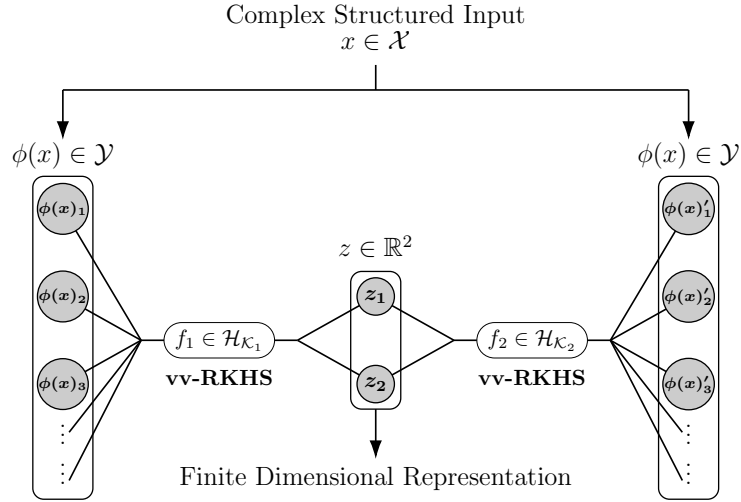 Complex Structured Input
x ∈ 𝒳
ϕ(x) ∈ 𝒴
ϕ(x) ∈ 𝒴
ϕ(x)₁
ϕ(x)₂
ϕ(x)₃
⋮
⋮
f₁ ∈ ℋ_𝒦₁
vv-RKHS
z ∈ ℝ²
z₁
z₂
f₂ ∈ ℋ_𝒦₂
vv-RKHS
ϕ(x)′₁
ϕ(x)′₂
ϕ(x)′₃
⋮
⋮
Finite Dimensional Representation